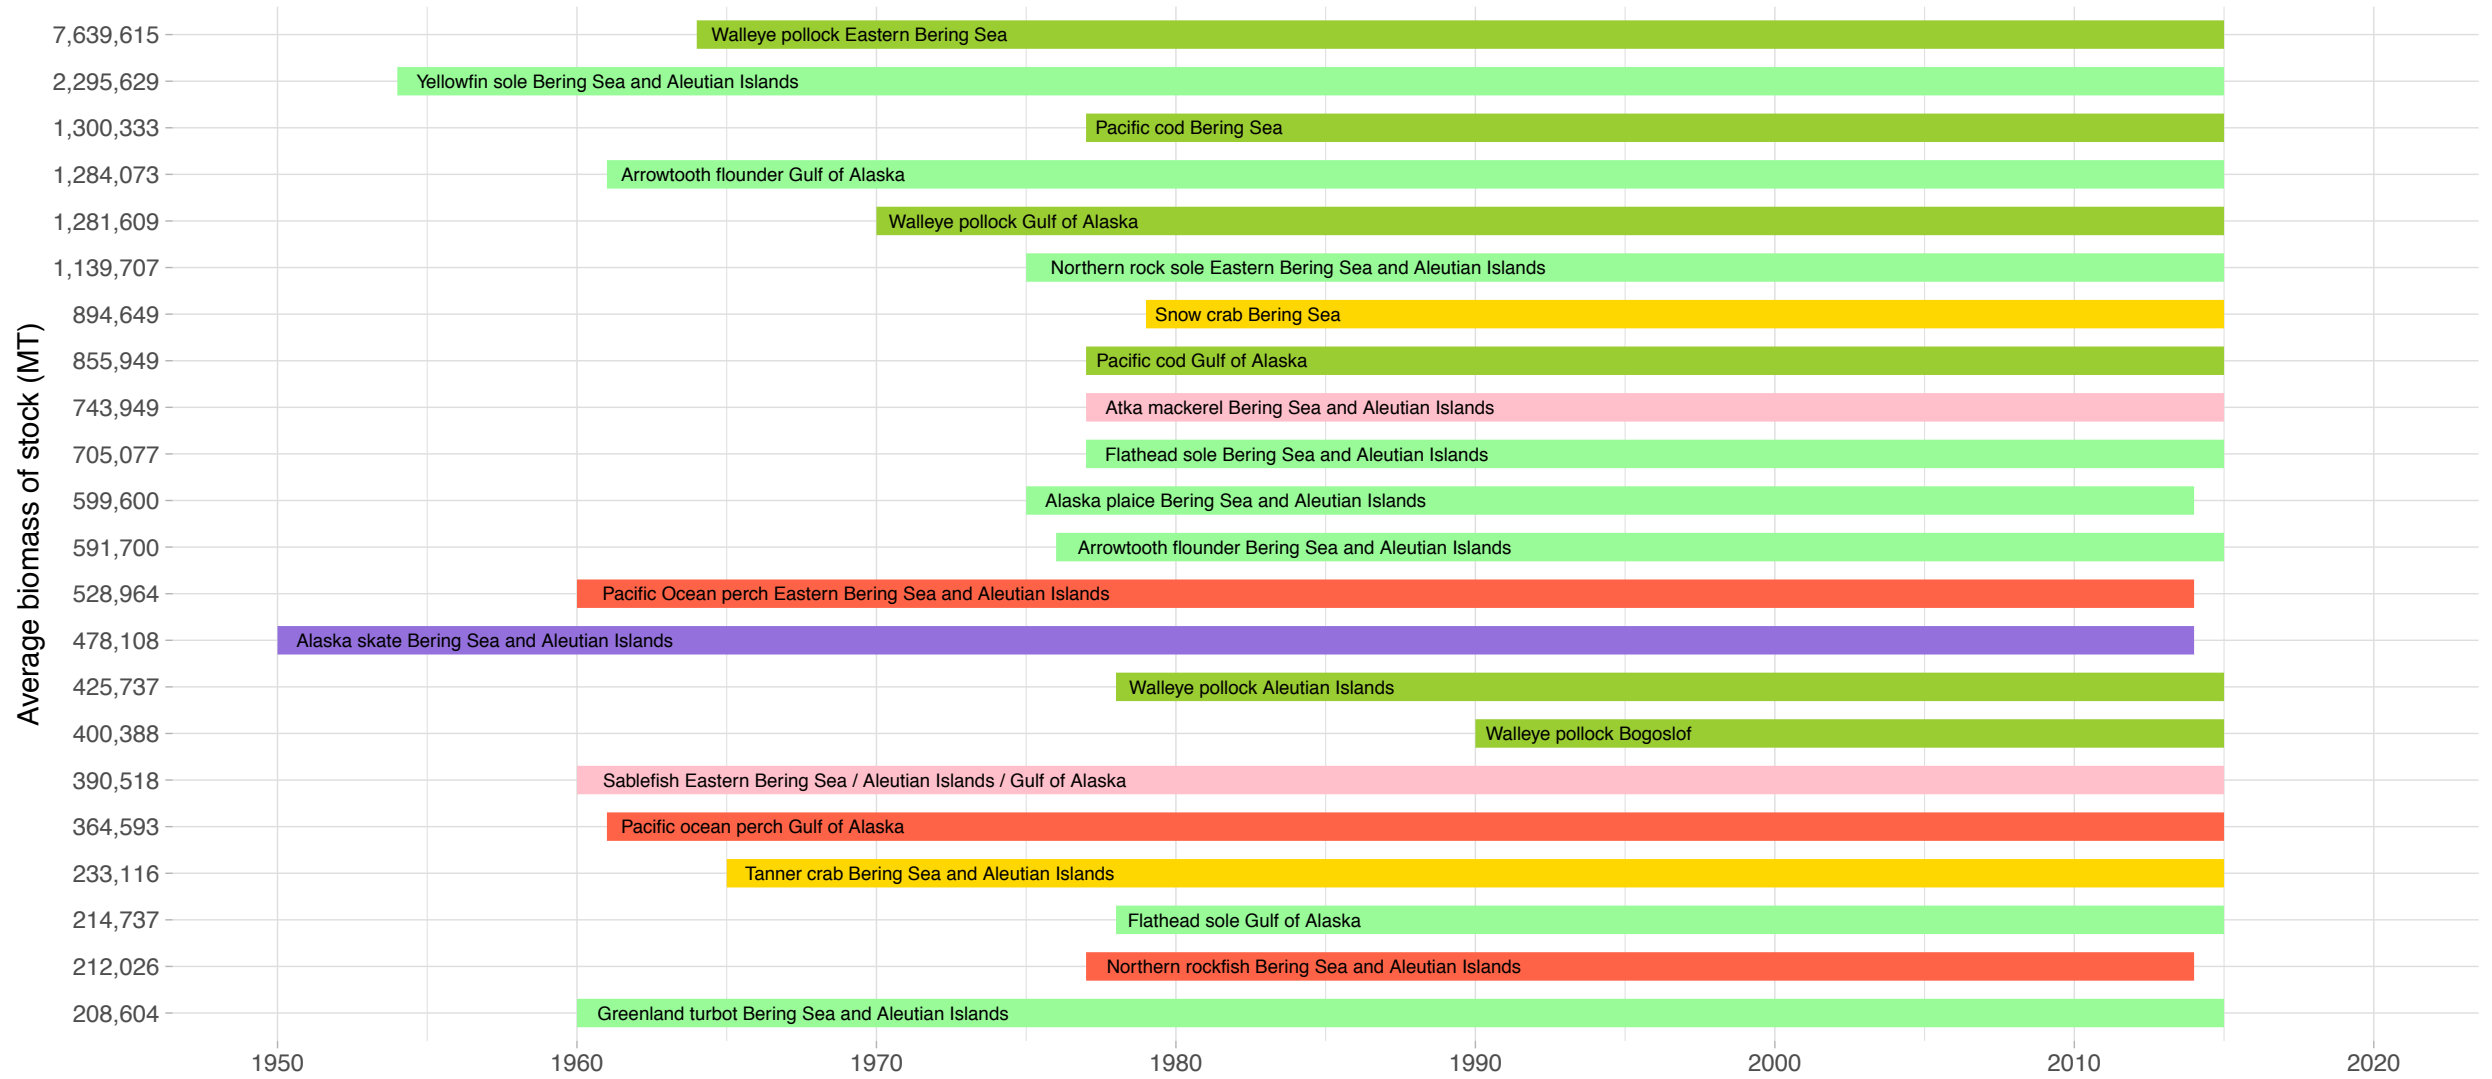 Average biomass of stock (MT)
7,639,615 Walleye pollock Eastern Bering Sea
2,295,629 Yellowfin sole Bering Sea and Aleutian Islands
1,300,333 Pacific cod Bering Sea
1,284,073 Arrowtooth flounder Gulf of Alaska
1,281,609 Walleye pollock Gulf of Alaska
1,139,707 Northern rock sole Eastern Bering Sea and Aleutian Islands
894,649 Snow crab Bering Sea
855,949 Pacific cod Gulf of Alaska
743,949 Atka mackerel Bering Sea and Aleutian Islands
705,077 Flathead sole Bering Sea and Aleutian Islands
599,600 Alaska plaice Bering Sea and Aleutian Islands
591,700 Arrowtooth flounder Bering Sea and Aleutian Islands
528,964 Pacific Ocean perch Eastern Bering Sea and Aleutian Islands
478,108 Alaska skate Bering Sea and Aleutian Islands
425,737 Walleye pollock Aleutian Islands
400,388 Walleye pollock Bogoslof
390,518 Sablefish Eastern Bering Sea / Aleutian Islands / Gulf of Alaska
364,593 Pacific ocean perch Gulf of Alaska
233,116 Tanner crab Bering Sea and Aleutian Islands
214,737 Flathead sole Gulf of Alaska
212,026 Northern rockfish Bering Sea and Aleutian Islands
208,604 Greenland turbot Bering Sea and Aleutian Islands
1950 1960 1970 1980 1990 2000 2010 2020